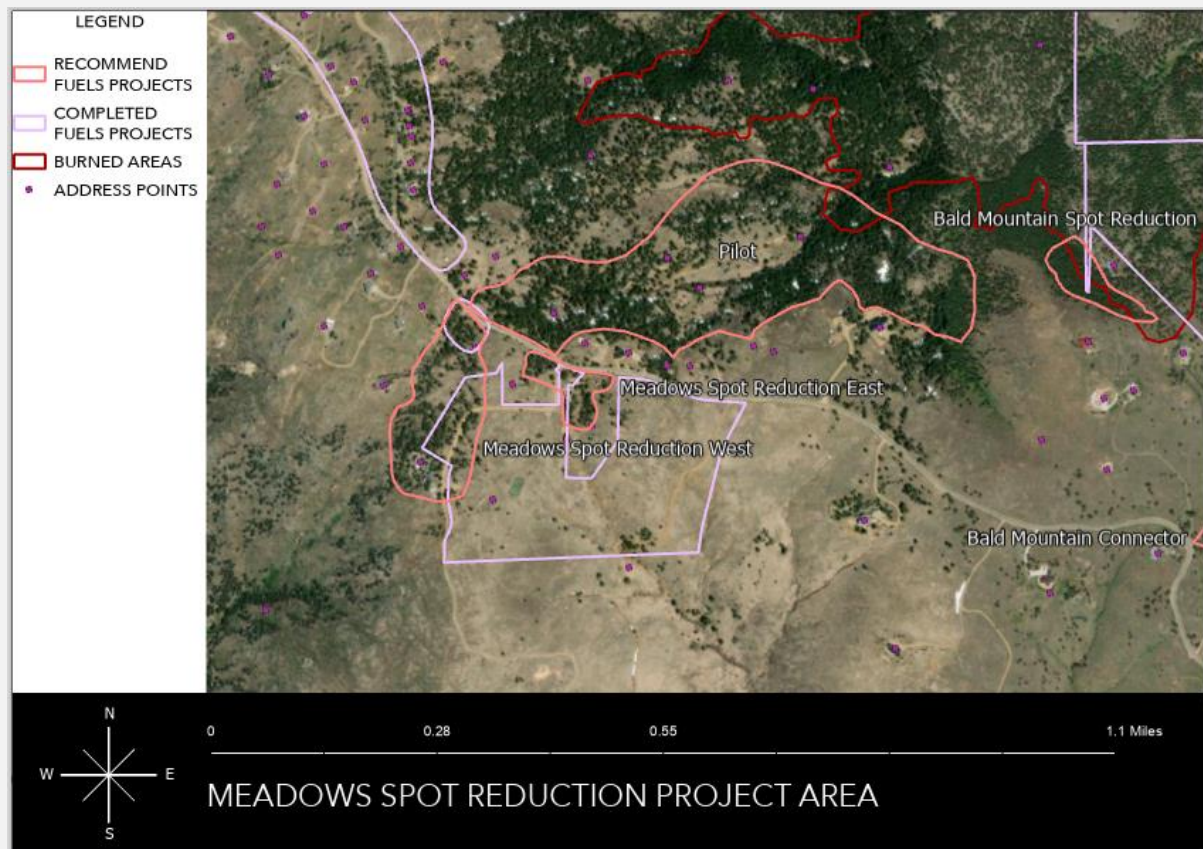 LEGEND
RECOMMEND
FUELS PROJECTS
COMPLETED
FUELS PROJECTS
BURNED AREAS
ADDRESS POINTS
Bald Mountain Spot Reduction
Pilot
Meadows Spot Reduction East
Meadows Spot Reduction West
Bald Mountain Connector
N
W
E
S
0
0.28
0.55
1.1 Miles
MEADOWS SPOT REDUCTION PROJECT AREA